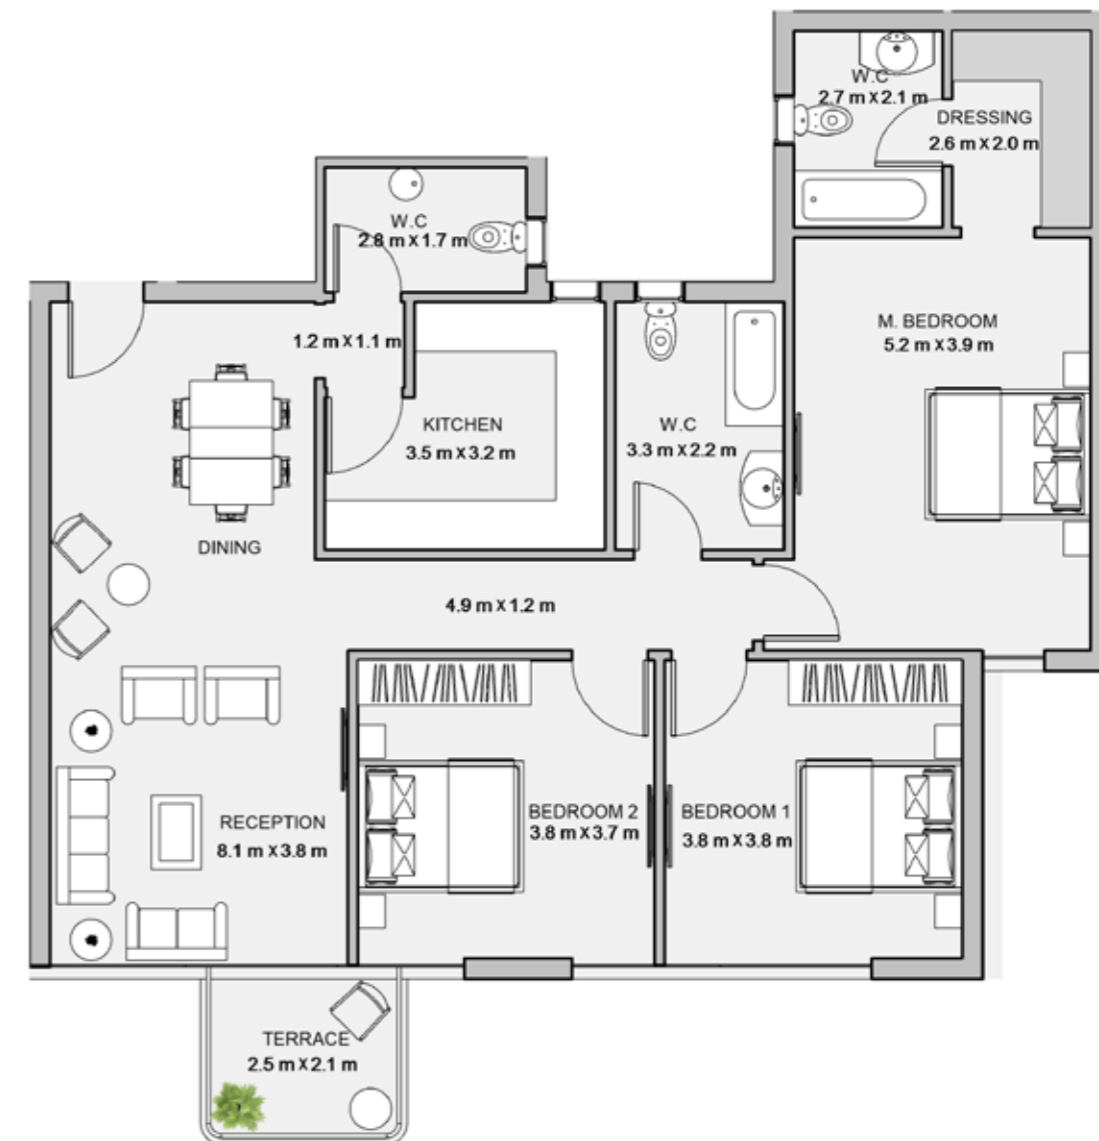 W.C
2.7 m X 2.1 m
DRESSING
2.6 m X 2.0 m
W.C
2.8 m X 1.7 m
1.2 m X 1.1 m
M. BEDROOM
5.2 m X 3.9 m
KITCHEN
3.5 m X 3.2 m
W.C
3.3 m X 2.2 m
DINING
4.9 m X 1.2 m
RECEPTION
8.1 m X 3.8 m
BEDROOM 2
3.8 m X 3.7 m
BEDROOM 1
3.8 m X 3.8 m
TERRACE
2.5 m X 2.1 m